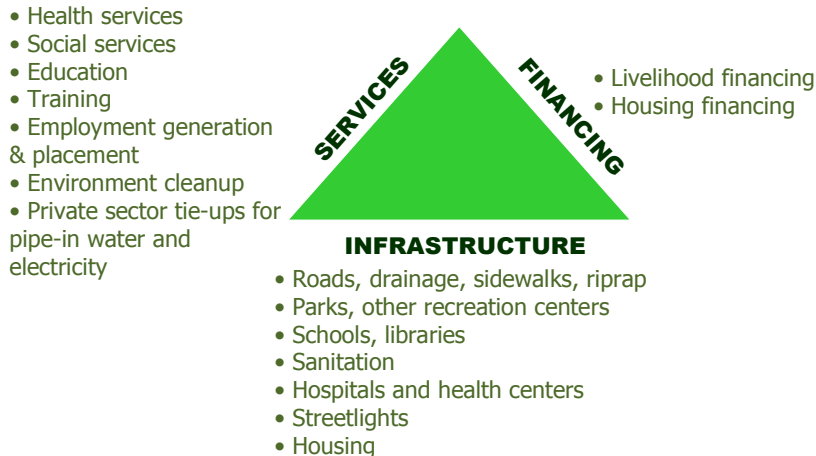 • Health services
• Social services
• Education
• Training
• Employment generation
& placement
• Environment cleanup
• Private sector tie-ups for
pipe-in water and
electricity
SERVICES
FINANCING
• Livelihood financing
• Housing financing
INFRASTRUCTURE
• Roads, drainage, sidewalks, riprap
• Parks, other recreation centers
• Schools, libraries
• Sanitation
• Hospitals and health centers
• Streetlights
• Housing